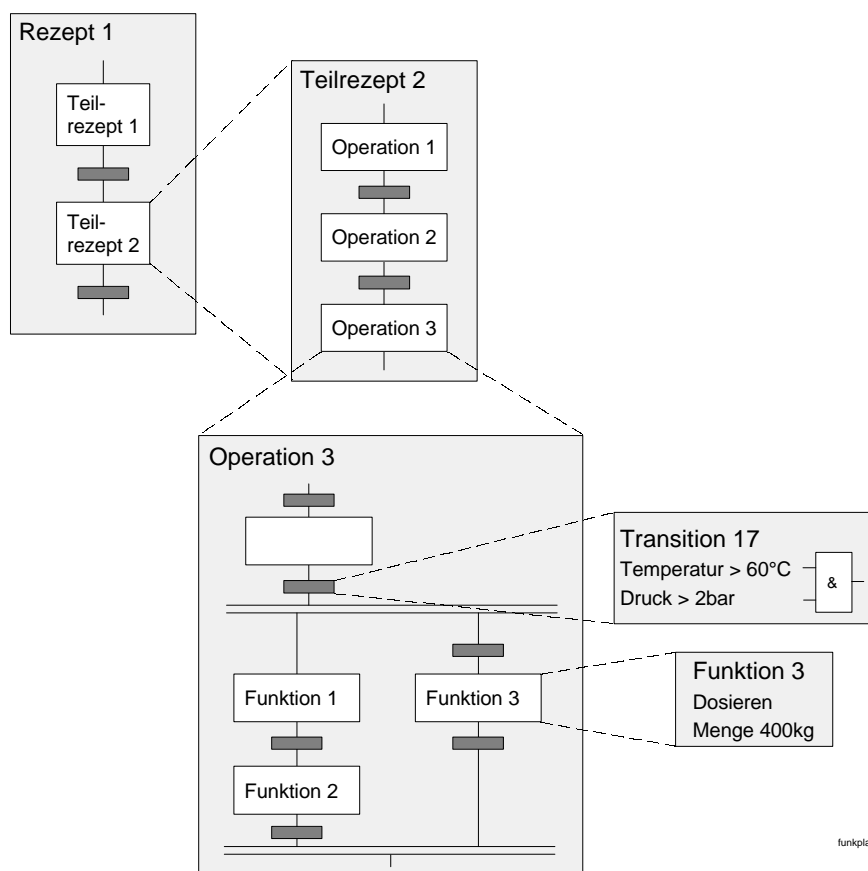 Rezept 1
Teil-
rezept 1
Teil-
rezept 2
Teilrezept 2
Operation 1
Operation 2
Operation 3
Operation 3
Transition 17
Temperatur > 60°C
Druck > 2bar
&
Funktion 1
Funktion 3
Funktion 2
Funktion 3
Dosieren
Menge 400kg
funkpla